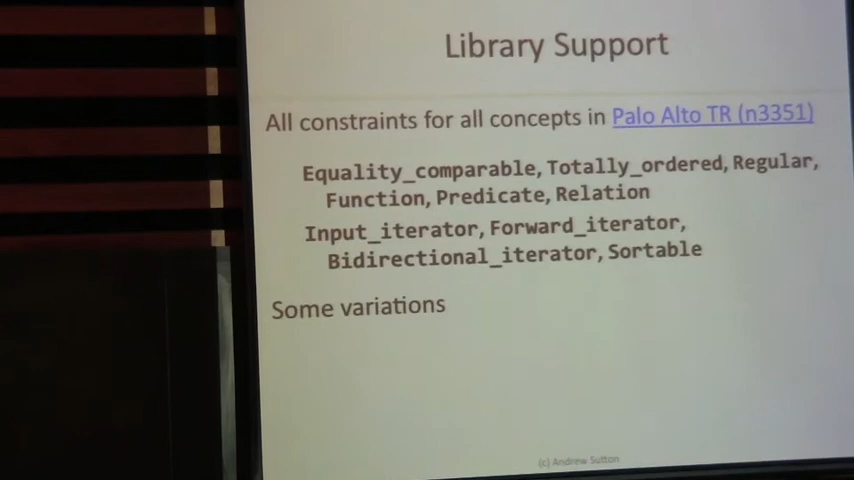 Library Support
All constraints for all concepts in Palo Alto TR (n3351)
Equality_comparable, Totally_ordered, Regular,
Function, Predicate, Relation
Input_iterator, Forward_iterator,
Bidirectional_iterator, Sortable
Some variations
(c) Andrew Sutton